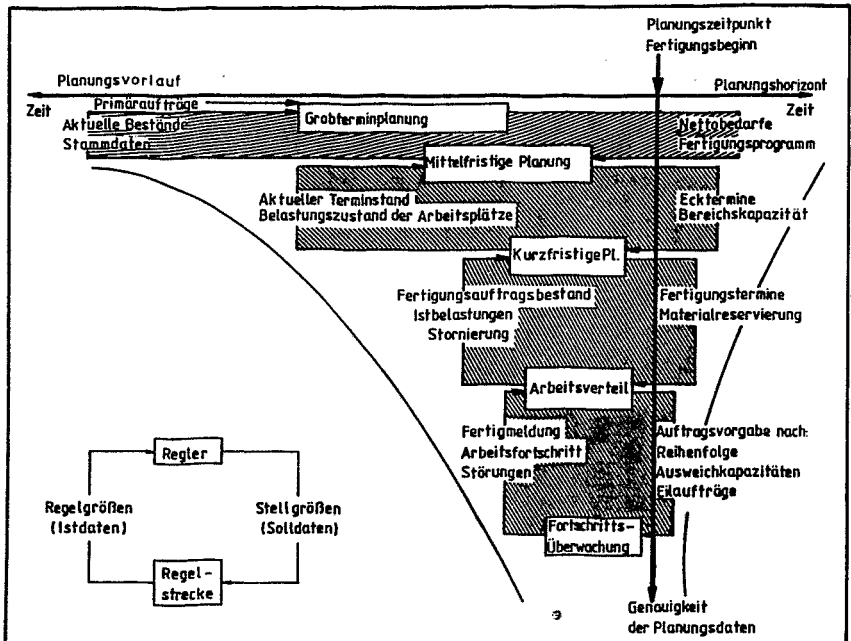 Planungszeitpunkt
Fertigungsbeginn
Planungsvorlauf
Planungshorizont
Zeit
Zeit
Primäraufträge
Grobterminplanung
Aktuelle Bestände
Stammdaten
Nettobedarfe
Fertigungsprogramm
Mittelfristige Planung
Aktueller Terminstand
Belastungszustand der Arbeitsplätze
Ecktermine
Bereichskapazität
Kurzfristige Pl.
Fertigungsauftragsbestand
Istbelastungen
Stornierung
Fertigungstermine
Materialreservierung
Arbeitsverteil
Fertigmeldung
Arbeitsfortschritt
Störungen
Auftragsvorgabe nach:
Reihenfolge
Ausweichkapazitäten
Eilaufträge
Fortschritts-
Überwachung
Regler
Regelgrößen
(Istdaten)
Stellgrößen
(Solldaten)
Regel-
strecke
Genauigkeit
der Planungsdaten